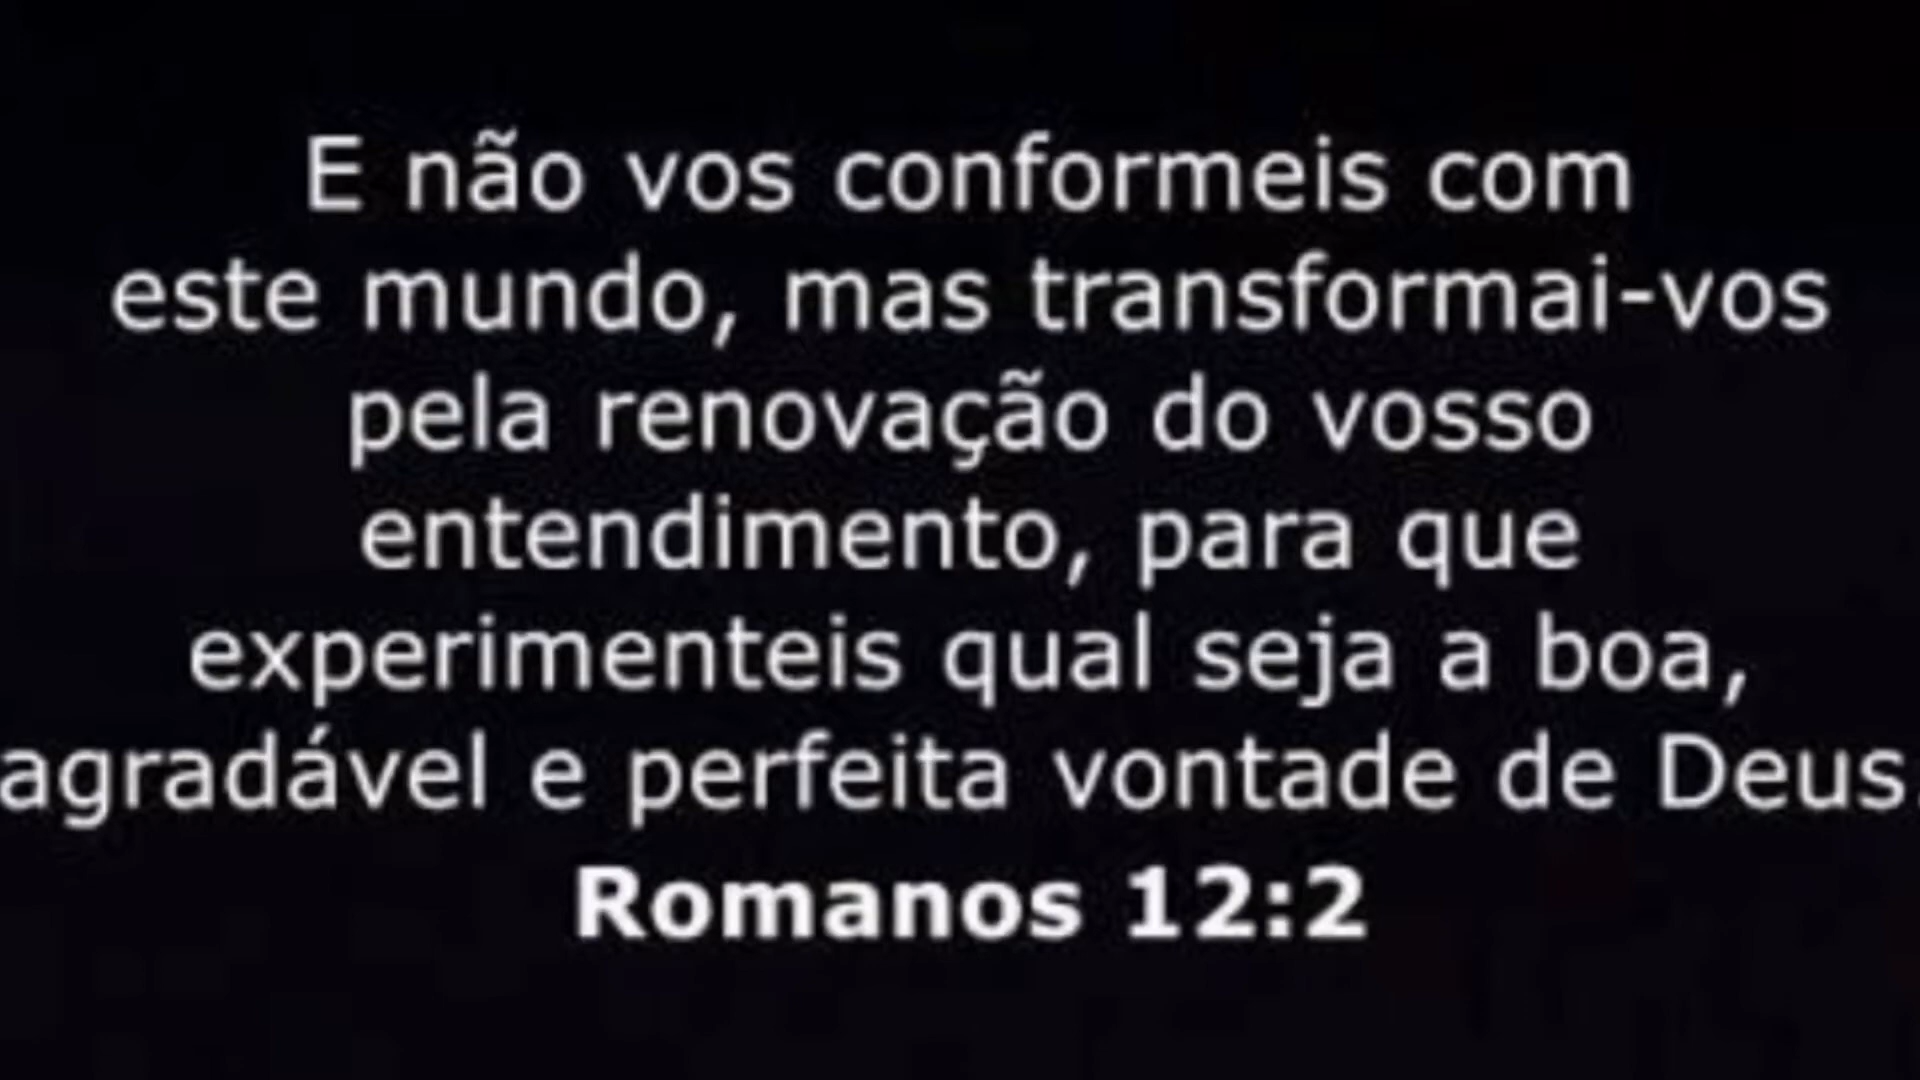 E não vos conformeis com
este mundo, mas transformai-vos
pela renovação do vosso
entendimento, para que
experimenteis qual seja a boa,
agradável e perfeita vontade de Deus.
Romanos 12:2